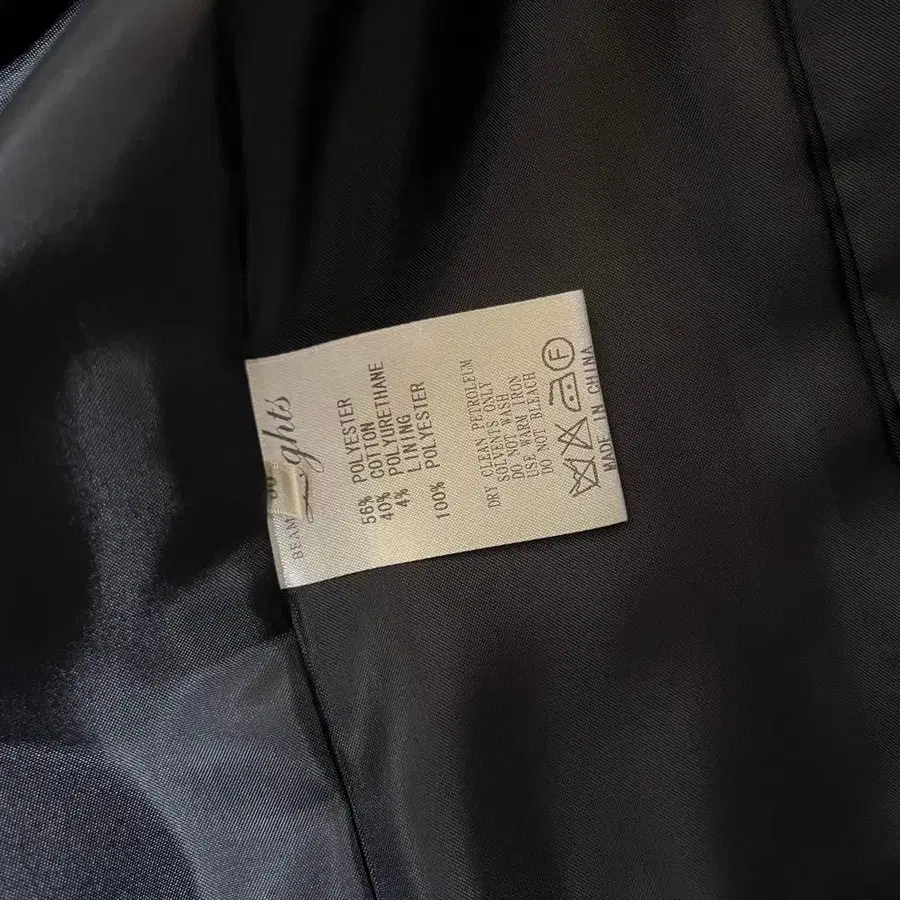 BEAM
ghts
56% POLYESTER
40% COTTON
4% POLYURETHANE
LINING
100% POLYESTER
DRY CLEAN PETROLEUM
SOLVENTS ONLY
DO NOT WASH
USE WARM IRON
DO NOT BLEACH
F
MADE IN CHINA